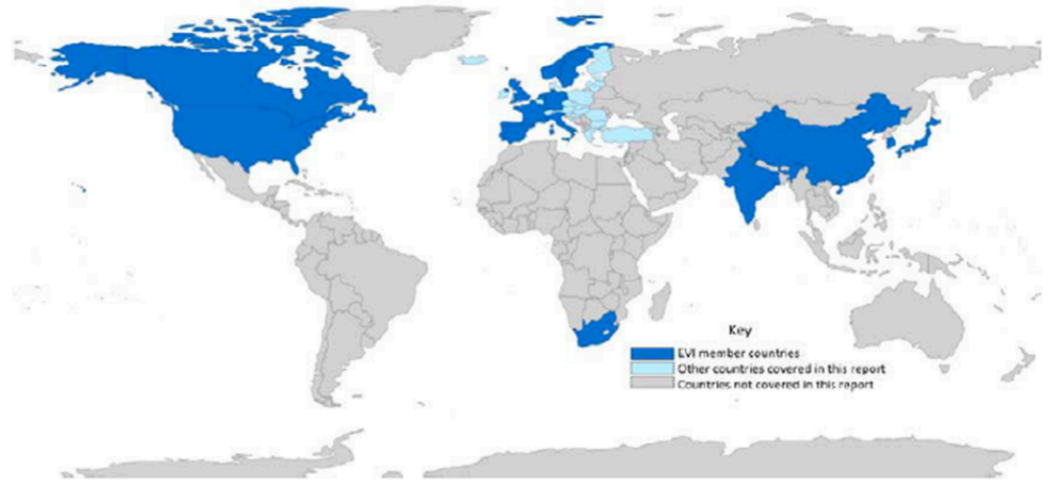 Key
EVI member countries
Other countries covered in this report
Countries not covered in this report